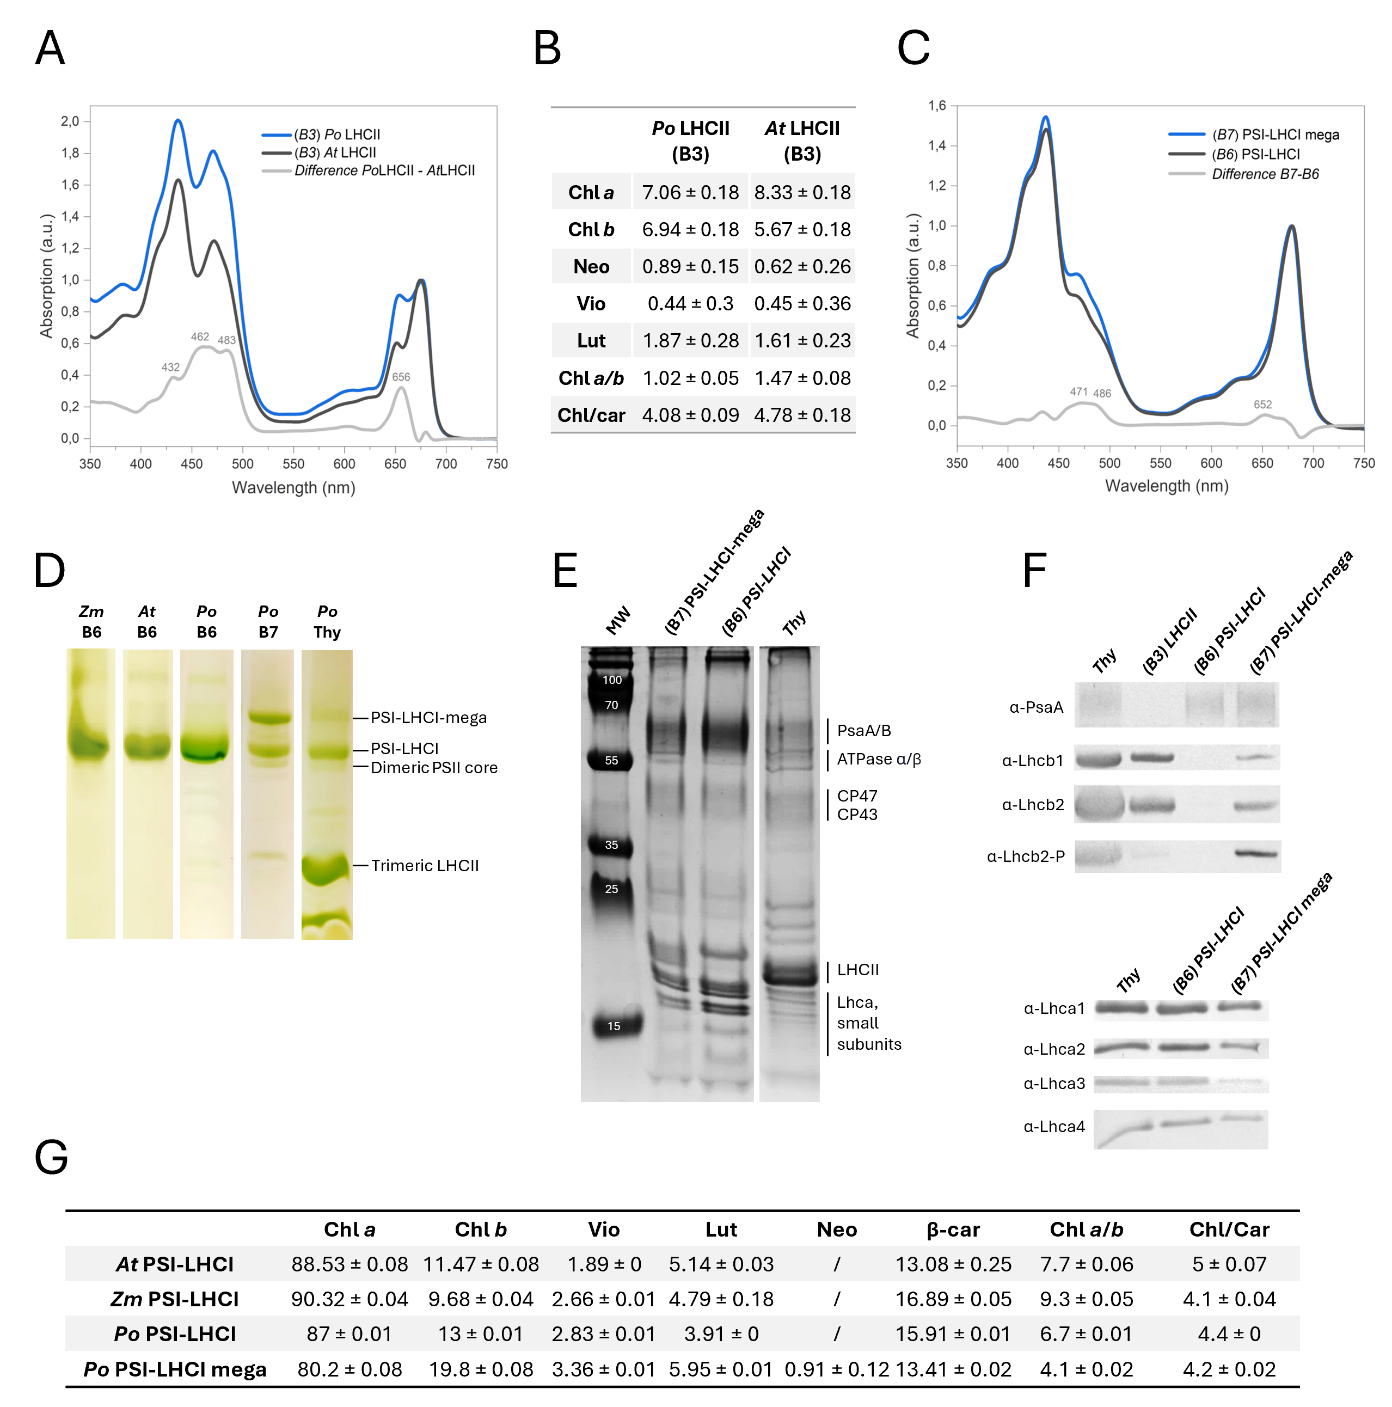 A
B
C
2,0
1,8
1,6
1,4
1,2
1,0
0,8
0,6
0,4
0,2
0,0
Absorption (a.u.)
(B3) Po LHCII
(B3) At LHCII
Difference PoLHCII - AtLHCII
432
462
483
656
350 400 450 500 550 600 650 700 750
Wavelength (nm)
Po LHCII (B3) At LHCII (B3)
Chl a 7.06 ± 0.18 8.33 ± 0.18
Chl b 6.94 ± 0.18 5.67 ± 0.18
Neo 0.89 ± 0.15 0.62 ± 0.26
Vio 0.44 ± 0.3 0.45 ± 0.36
Lut 1.87 ± 0.28 1.61 ± 0.23
Chl a/b 1.02 ± 0.05 1.47 ± 0.08
Chl/car 4.08 ± 0.09 4.78 ± 0.18
1,6
1,4
1,2
1,0
0,8
0,6
0,4
0,2
0,0
Absorption (a.u.)
(B7) PSI-LHCI mega
(B6) PSI-LHCI
Difference B7-B6
471 486
652
350 400 450 500 550 600 650 700 750
Wavelength (nm)
D
Zm B6
At B6
Po B6
Po B7
Po Thy
PSI-LHCI-mega
PSI-LHCI
Dimeric PSII core
Trimeric LHCII
E
MW
(B7) PSI-LHCI-mega
(B6) PSI-LHCI
Thy
100
70
55
35
25
15
PsaA/B
ATPase α/β
CP47
CP43
LHCII
Lhca,
small
subunits
F
Thy
(B3) LHCII
(B6) PSI-LHCI
(B7) PSI-LHCI-mega
α-PsaA
α-Lhcb1
α-Lhcb2
α-Lhcb2-P
Thy
(B6) PSI-LHCI
(B7) PSI-LHCI mega
α-Lhca1
α-Lhca2
α-Lhca3
α-Lhca4
G
Chl a Chl b Vio Lut Neo β-car Chl a/b Chl/Car
At PSI-LHCI 88.53 ± 0.08 11.47 ± 0.08 1.89 ± 0 5.14 ± 0.03 / 13.08 ± 0.25 7.7 ± 0.06 5 ± 0.07
Zm PSI-LHCI 90.32 ± 0.04 9.68 ± 0.04 2.66 ± 0.01 4.79 ± 0.18 / 16.89 ± 0.05 9.3 ± 0.05 4.1 ± 0.04
Po PSI-LHCI 87 ± 0.01 13 ± 0.01 2.83 ± 0.01 3.91 ± 0 / 15.91 ± 0.01 6.7 ± 0.01 4.4 ± 0
Po PSI-LHCI mega 80.2 ± 0.08 19.8 ± 0.08 3.36 ± 0.01 5.95 ± 0.01 0.91 ± 0.12 13.41 ± 0.02 4.1 ± 0.02 4.2 ± 0.02